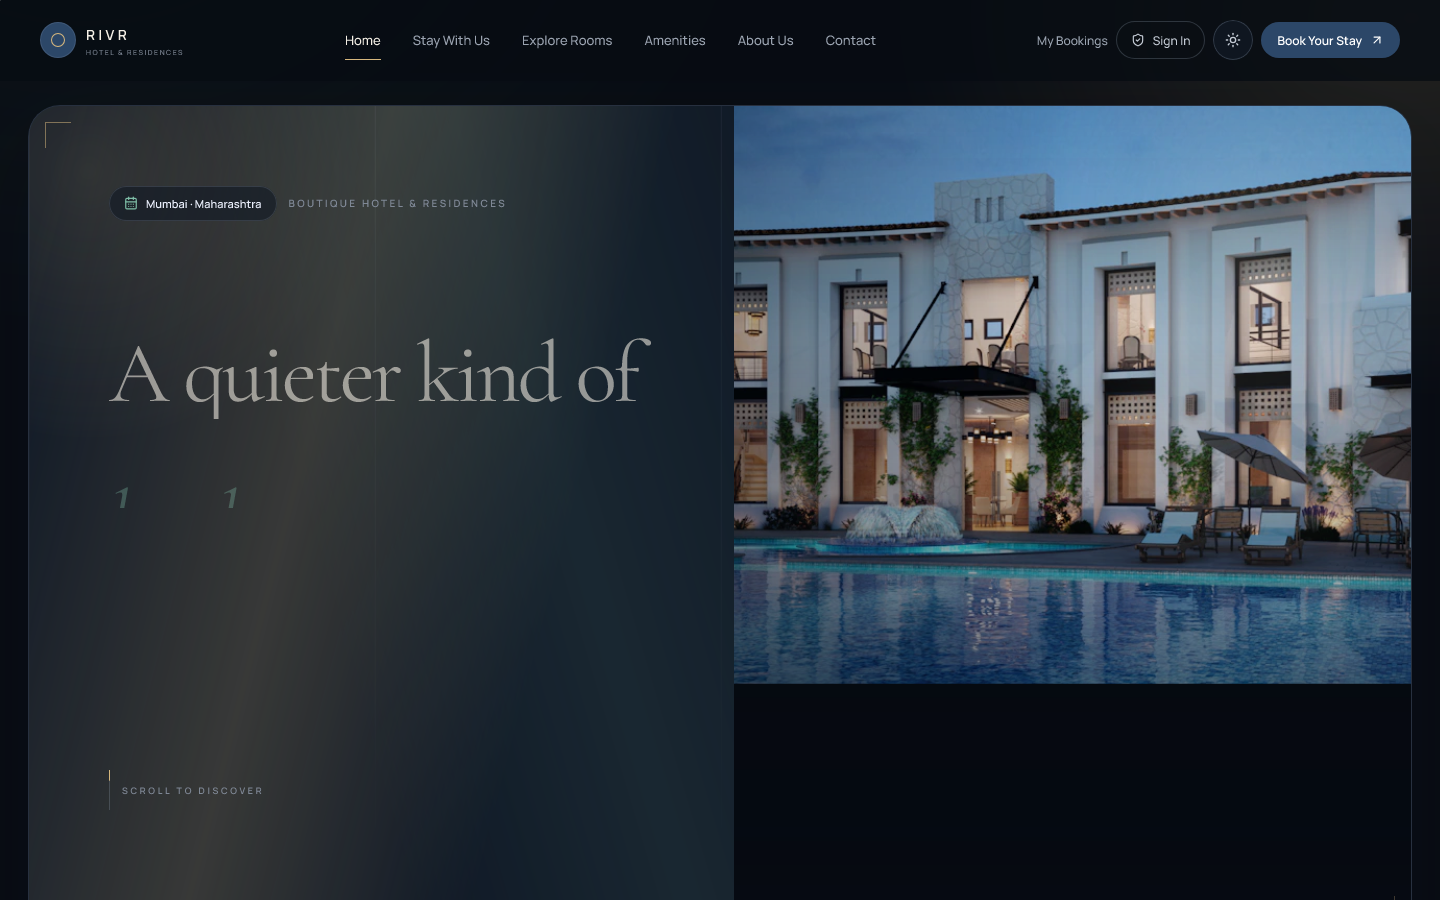 RIVR
HOTEL & RESIDENCES
Home
Stay With Us
Explore Rooms
Amenities
About Us
Contact
My Bookings
Sign In
Book Your Stay
Mumbai · Maharashtra
BOUTIQUE HOTEL & RESIDENCES
A quieter kind of
SCROLL TO DISCOVER